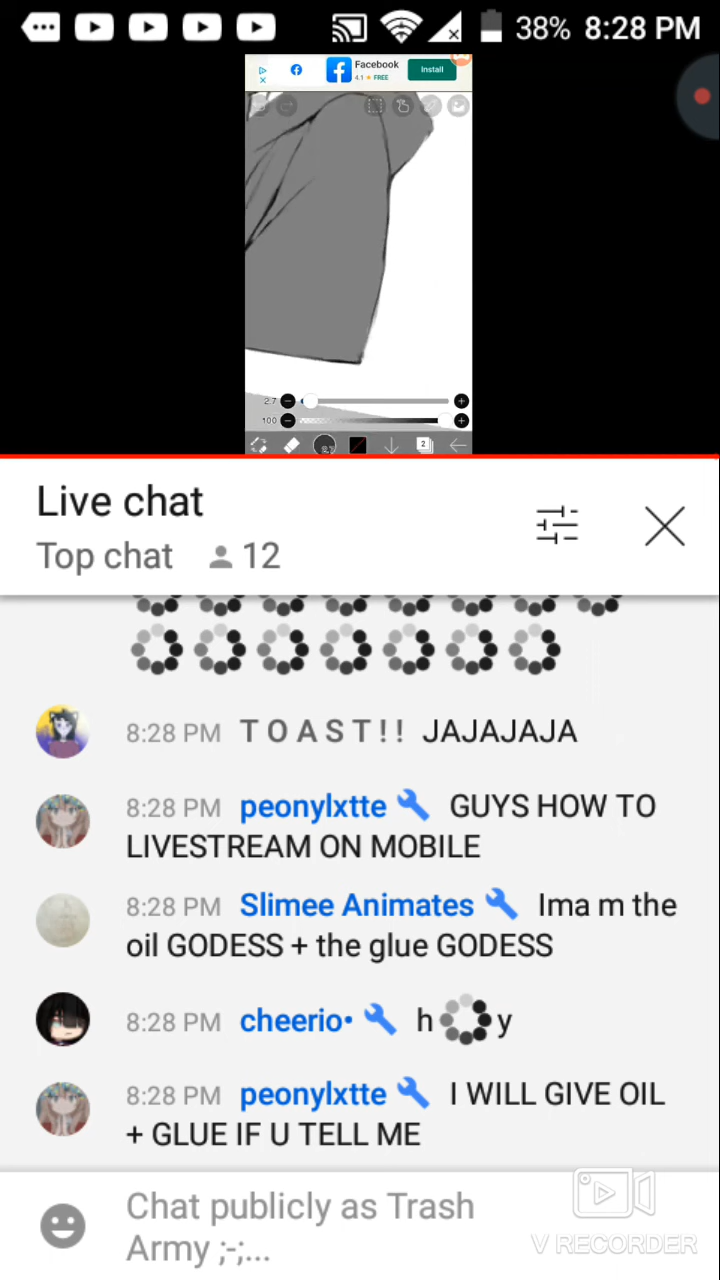 38% 8:28 PM
Facebook
4.1 ★ FREE
Install
2.7
100
2
Live chat
Top chat 12
8:28 PM T O A S T ! ! JAJAJAJA
8:28 PM peonylxtte GUYS HOW TO
LIVESTREAM ON MOBILE
8:28 PM Slimee Animates Ima m the
oil GODESS + the glue GODESS
8:28 PM cheerio• h y
8:28 PM peonylxtte I WILL GIVE OIL
+ GLUE IF U TELL ME
Chat publicly as Trash
Army ;-;...
V RECORDER